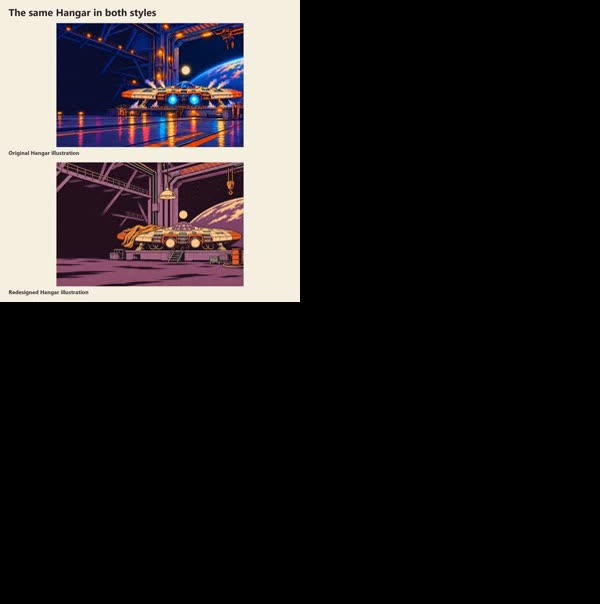 The same Hangar in both styles
Original Hangar illustration
Redesigned Hangar illustration